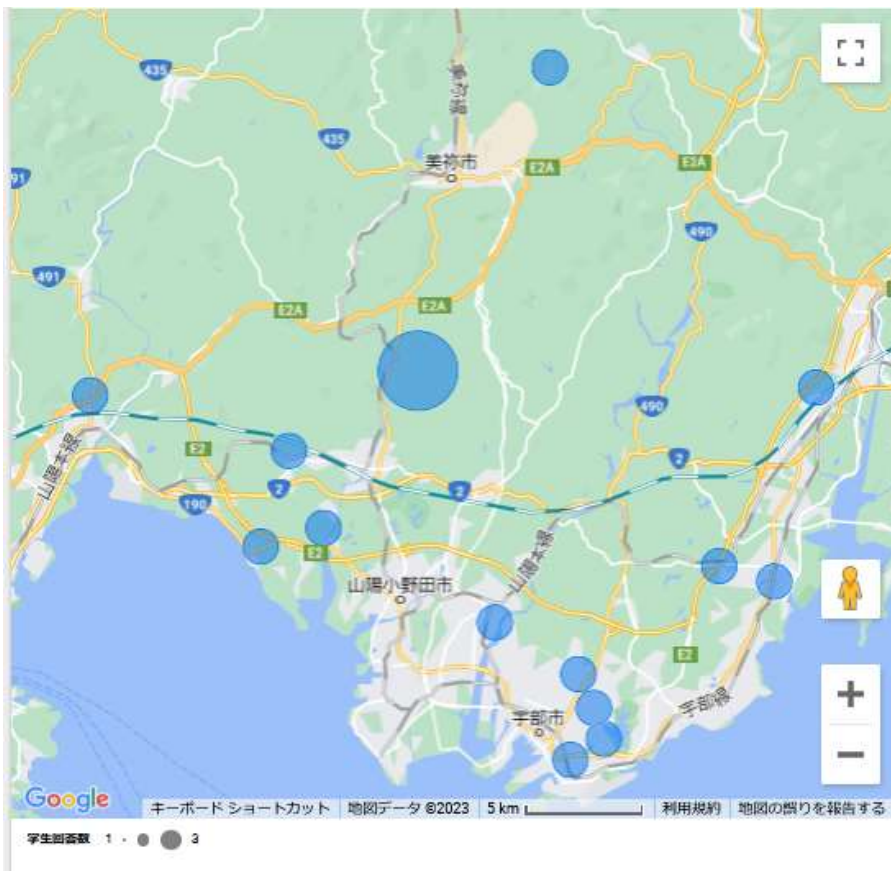 435
美祢線
435
美祢市
E2A
E2A
91
490
491
E2A
E2A
490
山陽本線
E2
2
2
2
190
E2
山陽本線
山陽小野田市
E2
宇部市
宇部線
Google
キーボード ショートカット 地図データ ©2023 5 km 利用規約 地図の誤りを報告する
学生回答数 1 · 3